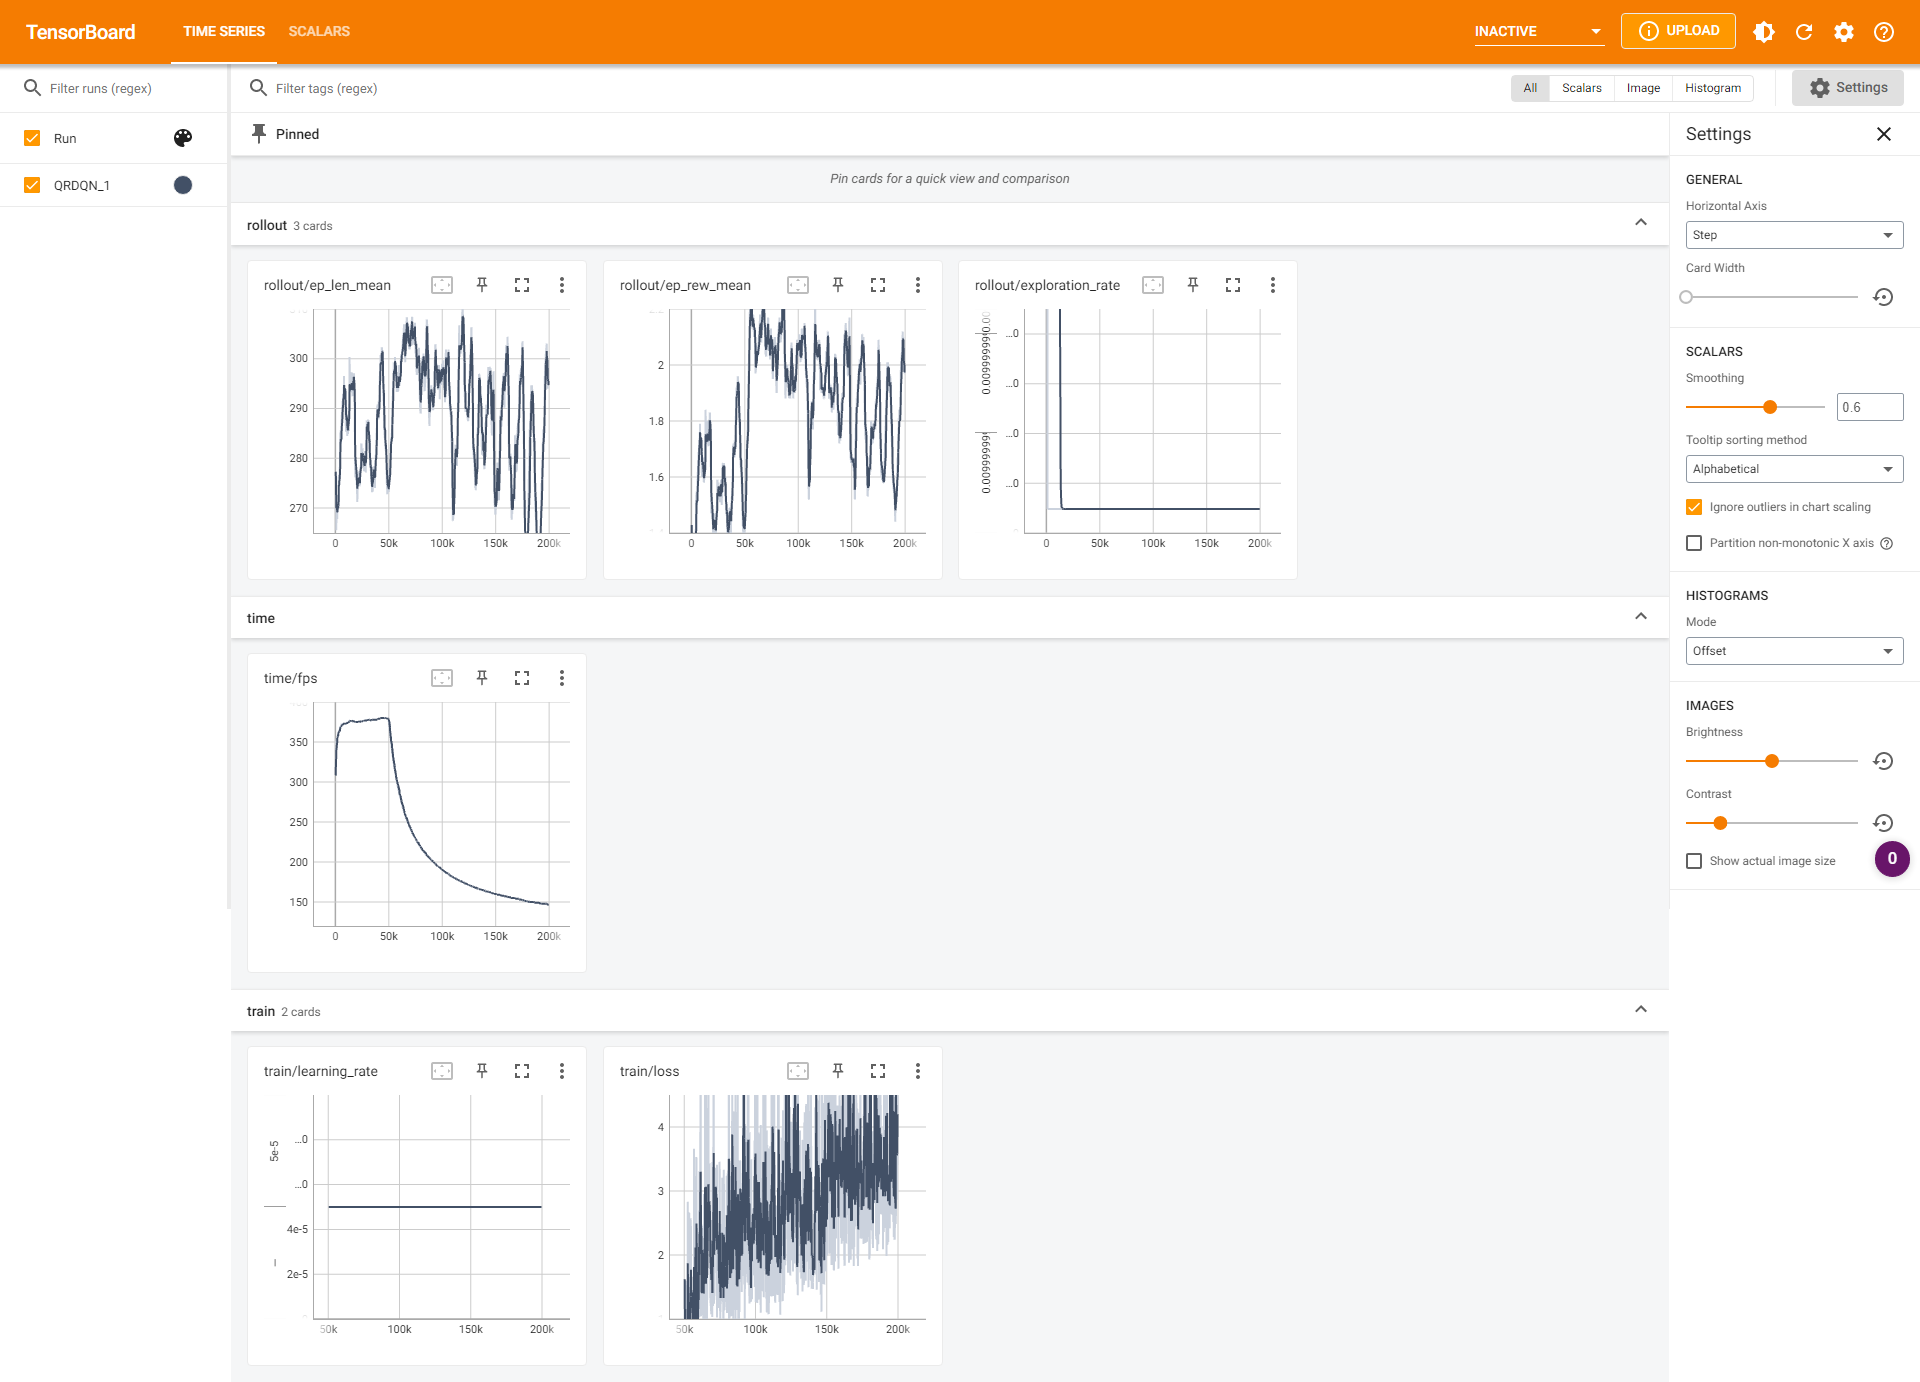 TensorBoard
TIME SERIES
SCALARS
INACTIVE
UPLOAD
Filter runs (regex)
Filter tags (regex)
All
Scalars
Image
Histogram
Settings
Run
QRDQN_1
Pinned
Pin cards for a quick view and comparison
rollout 3 cards
rollout/ep_len_mean
300
290
280
270
0 50k 100k 150k 200k
rollout/ep_rew_mean
2
1.8
1.6
0 50k 100k 150k 200k
rollout/exploration_rate
...0
...0
...0
...0
0 50k 100k 150k 200k
time
time/fps
350
300
250
200
150
0 50k 100k 150k 200k
train 2 cards
train/learning_rate
5e-5
...0
...0
4e-5
2e-5
50k 100k 150k 200k
train/loss
4
3
2
50k 100k 150k 200k
Settings
GENERAL
Horizontal Axis
Step
Card Width
SCALARS
Smoothing
0.6
Tooltip sorting method
Alphabetical
Ignore outliers in chart scaling
Partition non-monotonic X axis
HISTOGRAMS
Mode
Offset
IMAGES
Brightness
Contrast
Show actual image size
0